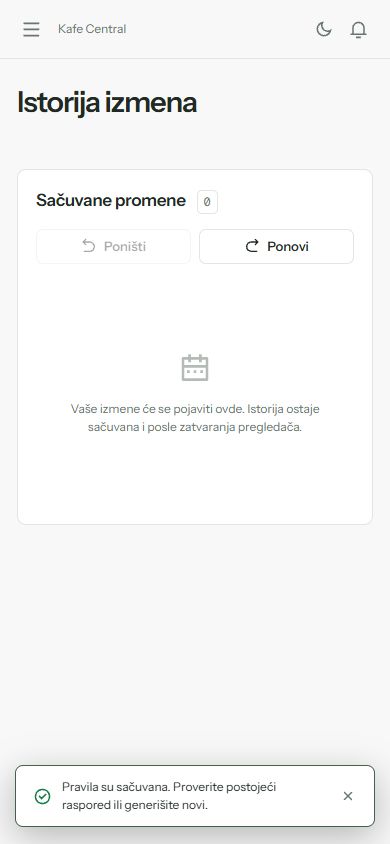 Kafe Central
Istorija izmena
Sačuvane promene 0
Poništi
Ponovi
Vaše izmene će se pojaviti ovde. Istorija ostaje
sačuvana i posle zatvaranja pregledača.
Pravila su sačuvana. Proverite postojeći
raspored ili generišite novi.